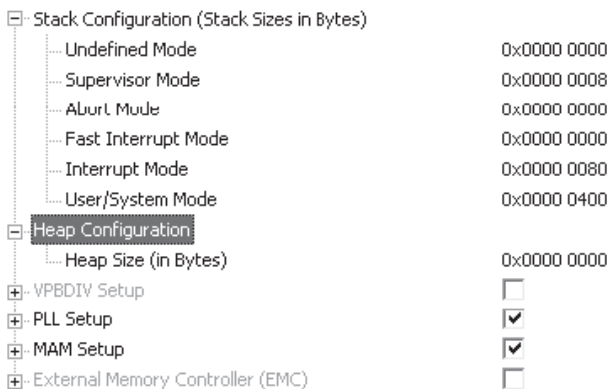 Stack Configuration (Stack Sizes in Bytes)
Undefined Mode 0x0000 0000
Supervisor Mode 0x0000 0008
Abort Mode 0x0000 0000
Fast Interrupt Mode 0x0000 0000
Interrupt Mode 0x0000 0080
User/System Mode 0x0000 0400
Heap Configuration
Heap Size (in Bytes) 0x0000 0000
VPBDIV Setup
PLL Setup
MAM Setup
External Memory Controller (EMC)